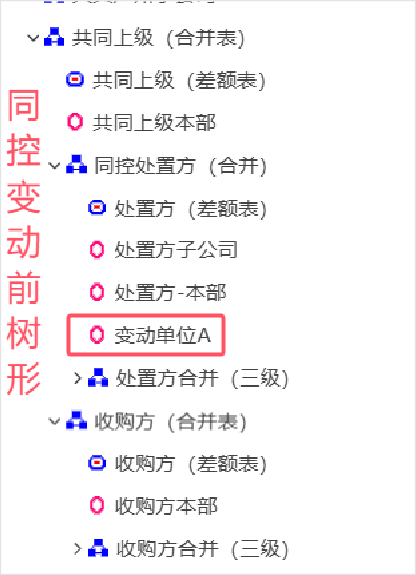 共同上级（合并表）
共同上级（差额表）
共同上级本部
同控处置方（合并）
处置方（差额表）
处置方子公司
处置方-本部
变动单位A
处置方合并（三级）
收购方（合并表）
收购方（差额表）
收购方本部
收购方合并（三级）
同控变动前树形